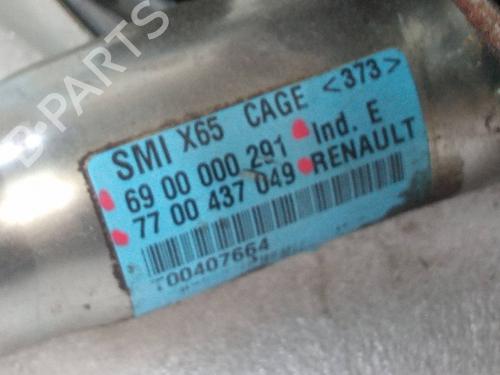 B-PARTS
SMI X65 CAGE <373>
69 00 000 291 Ind. E
77 00 437 049 RENAULT
T00407664